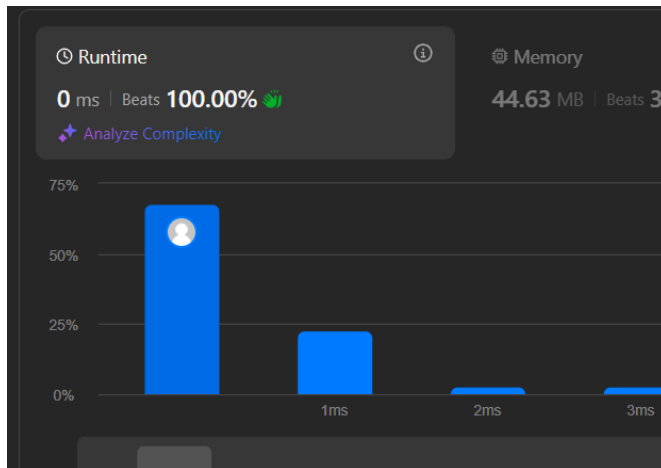 Runtime
0 ms | Beats 100.00%
Analyze Complexity
Memory
44.63 MB | Beats 3
75%
50%
25%
0%
1ms 2ms 3ms